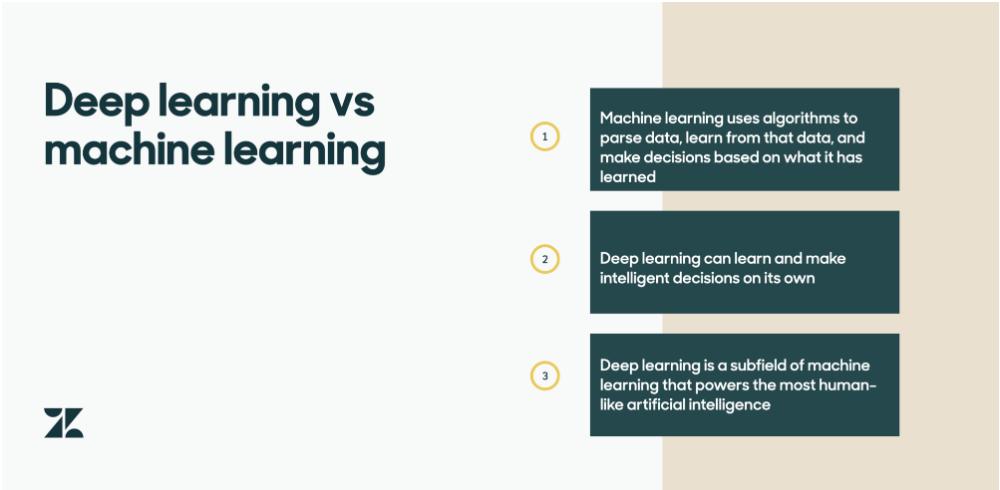 Deep learning vs
machine learning
1
Machine learning uses algorithms to
parse data, learn from that data, and
make decisions based on what it has
learned
2
Deep learning can learn and make
intelligent decisions on its own
3
Deep learning is a subfield of machine
learning that powers the most human-
like artificial intelligence